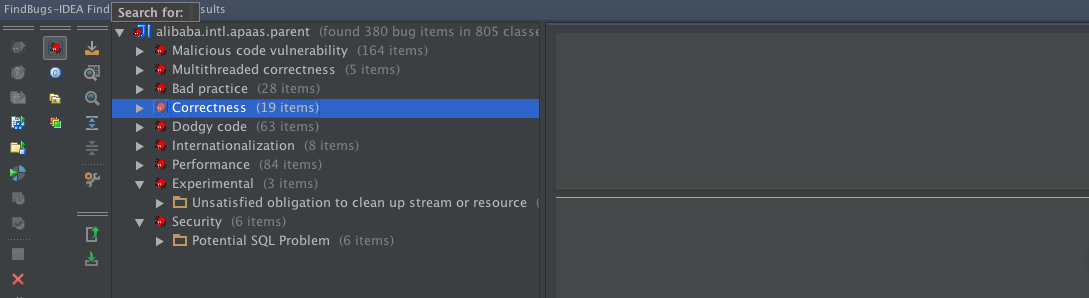 FindBugs-IDEA Find
Search for:
sults
alibaba.intl.apaas.parent (found 380 bug items in 805 classe
Malicious code vulnerability (164 items)
Multithreaded correctness (5 items)
Bad practice (28 items)
Correctness (19 items)
Dodgy code (63 items)
Internationalization (8 items)
Performance (84 items)
Experimental (3 items)
Unsatisfied obligation to clean up stream or resource (
Security (6 items)
Potential SQL Problem (6 items)